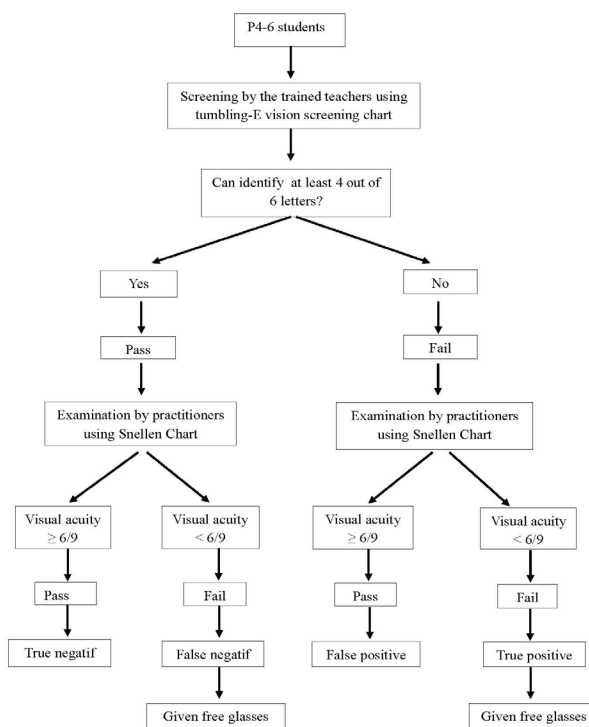 P4-6 students
Screening by the trained teachers using
tumbling-E vision screening chart
Can identify at least 4 out of
6 letters?
Yes
No
Pass
Fail
Examination by practitioners
using Snellen Chart
Examination by practitioners
using Snellen Chart
Visual acuity
≥ 6/9
Visual acuity
< 6/9
Visual acuity
≥ 6/9
Visual acuity
< 6/9
Pass
Fail
Pass
Fail
True negatif
False negatif
False positive
True positive
Given free glasses
Given free glasses